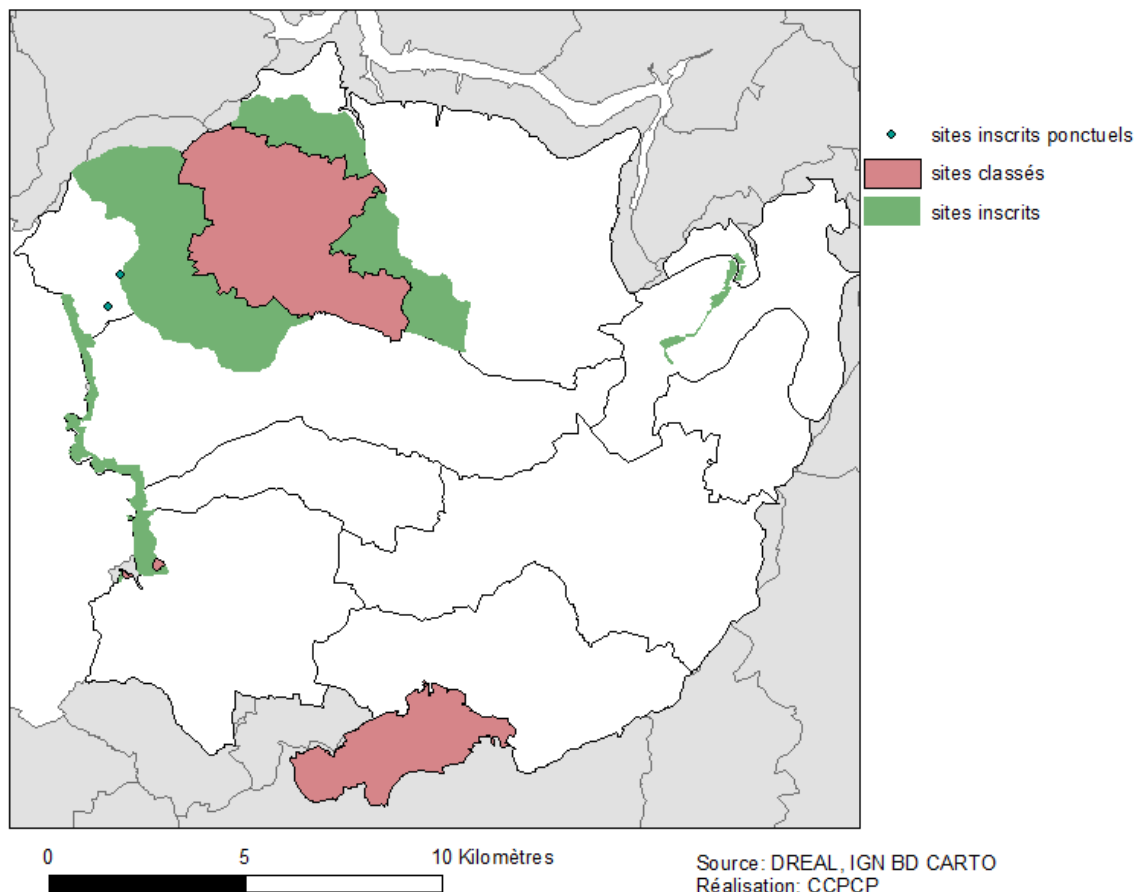 sites inscrits ponctuels
sites classés
sites inscrits
0 5 10 Kilomètres
Source: DREAL, IGN BD CARTO
Réalisation: CCPCP